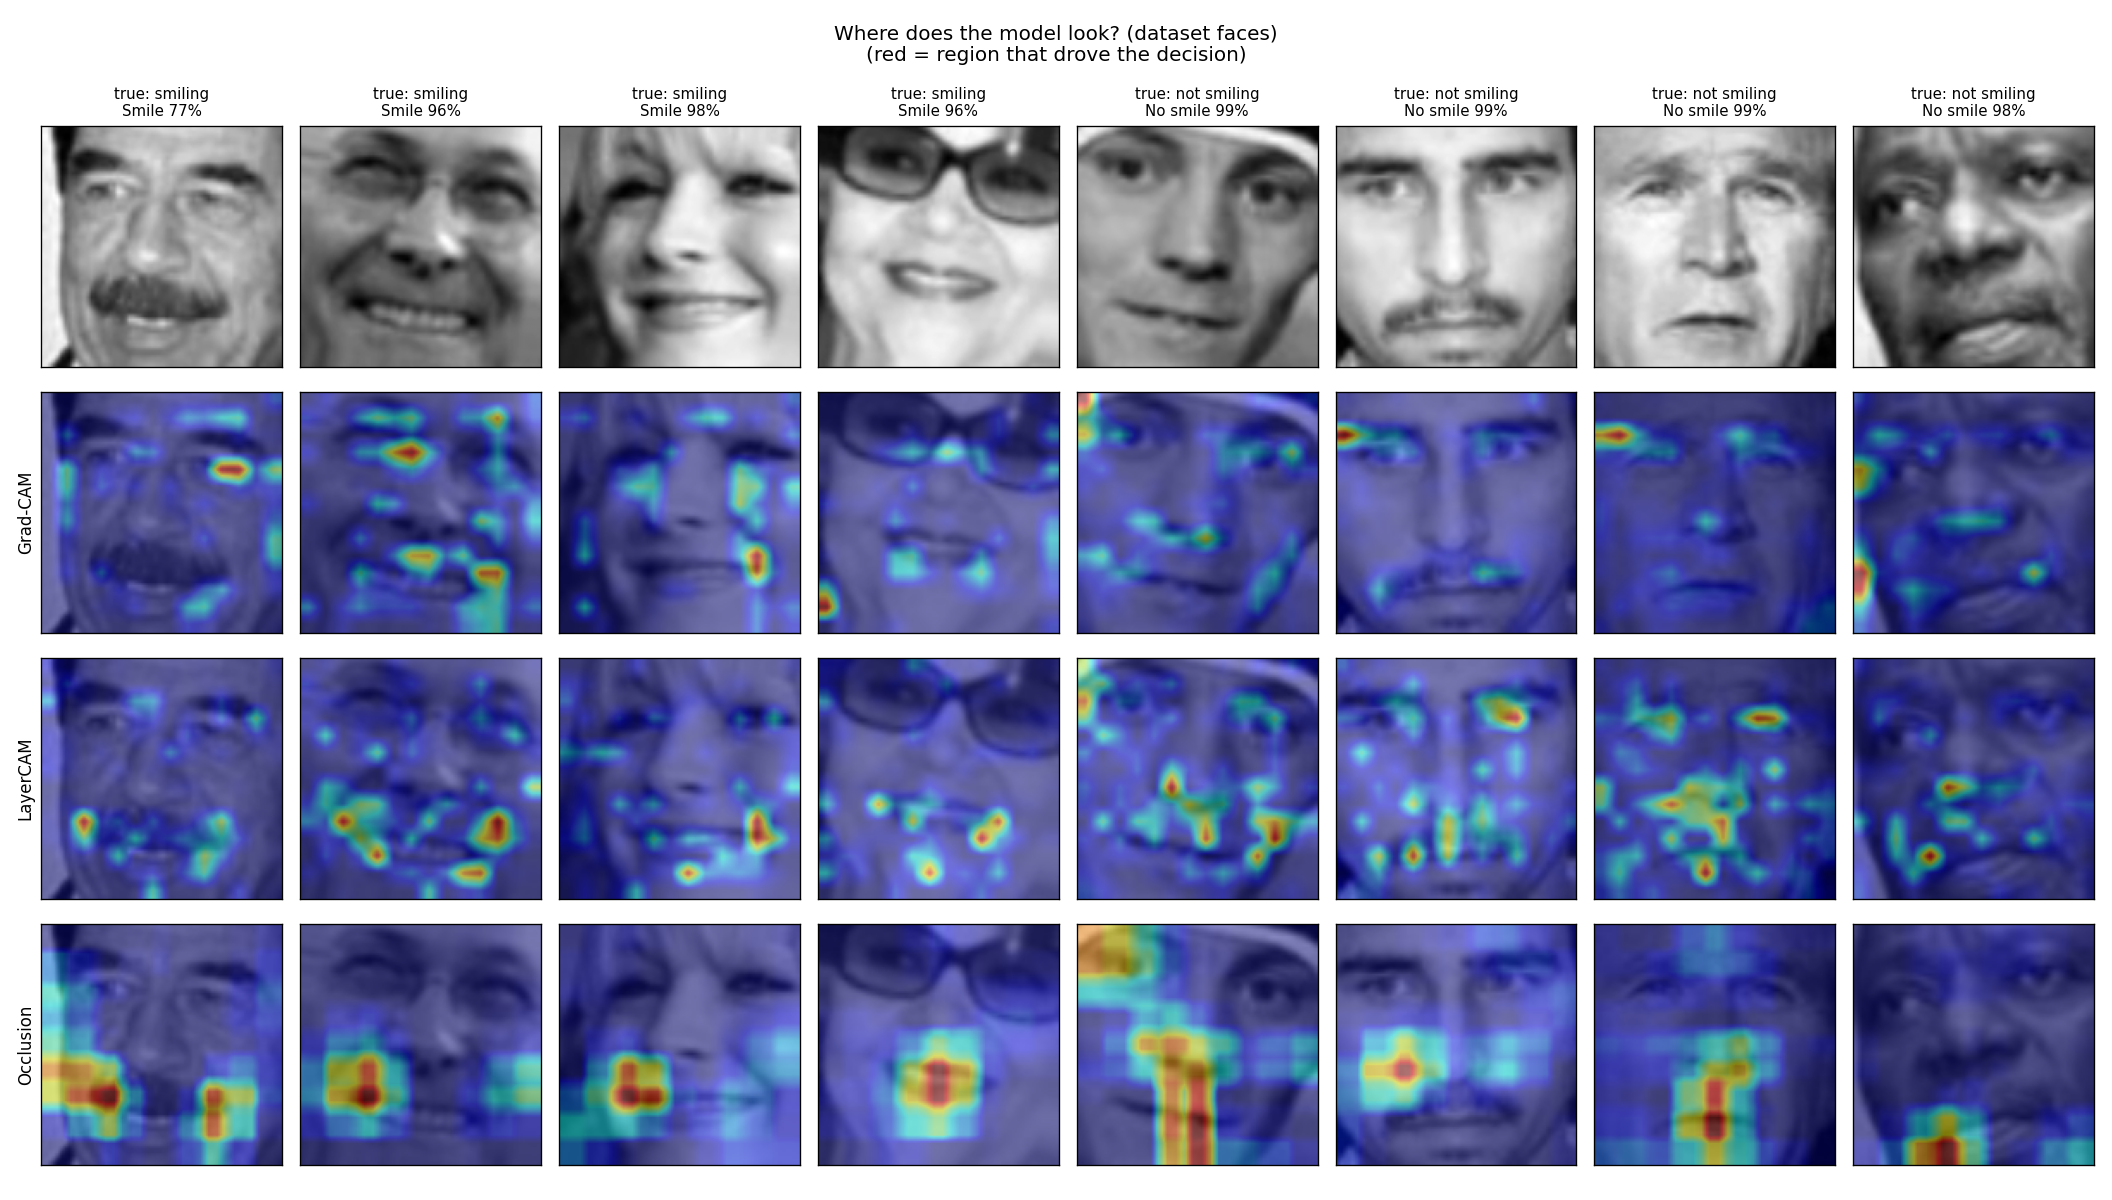 Where does the model look? (dataset faces)
(red = region that drove the decision)
true: smiling
Smile 77%
true: smiling
Smile 96%
true: smiling
Smile 98%
true: smiling
Smile 96%
true: not smiling
No smile 99%
true: not smiling
No smile 99%
true: not smiling
No smile 99%
true: not smiling
No smile 98%
Grad-CAM
LayerCAM
Occlusion